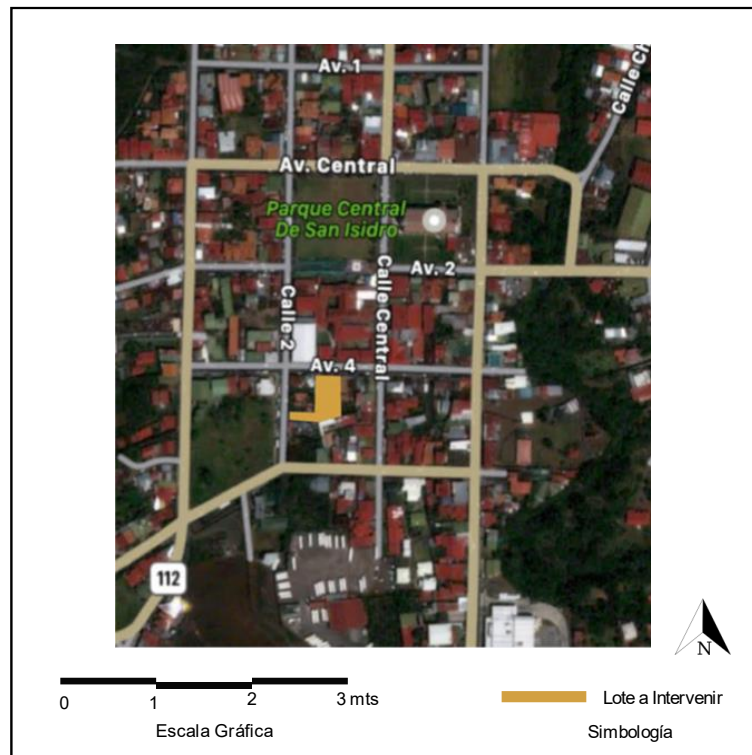 Av. 1
Calle Ch
Av. Central
Parque Central
De San Isidro
Av. 2
Calle 2
Calle Central
Av. 4
112
N
0 1 2 3 mts
Escala Gráfica
Lote a Intervenir
Simbología